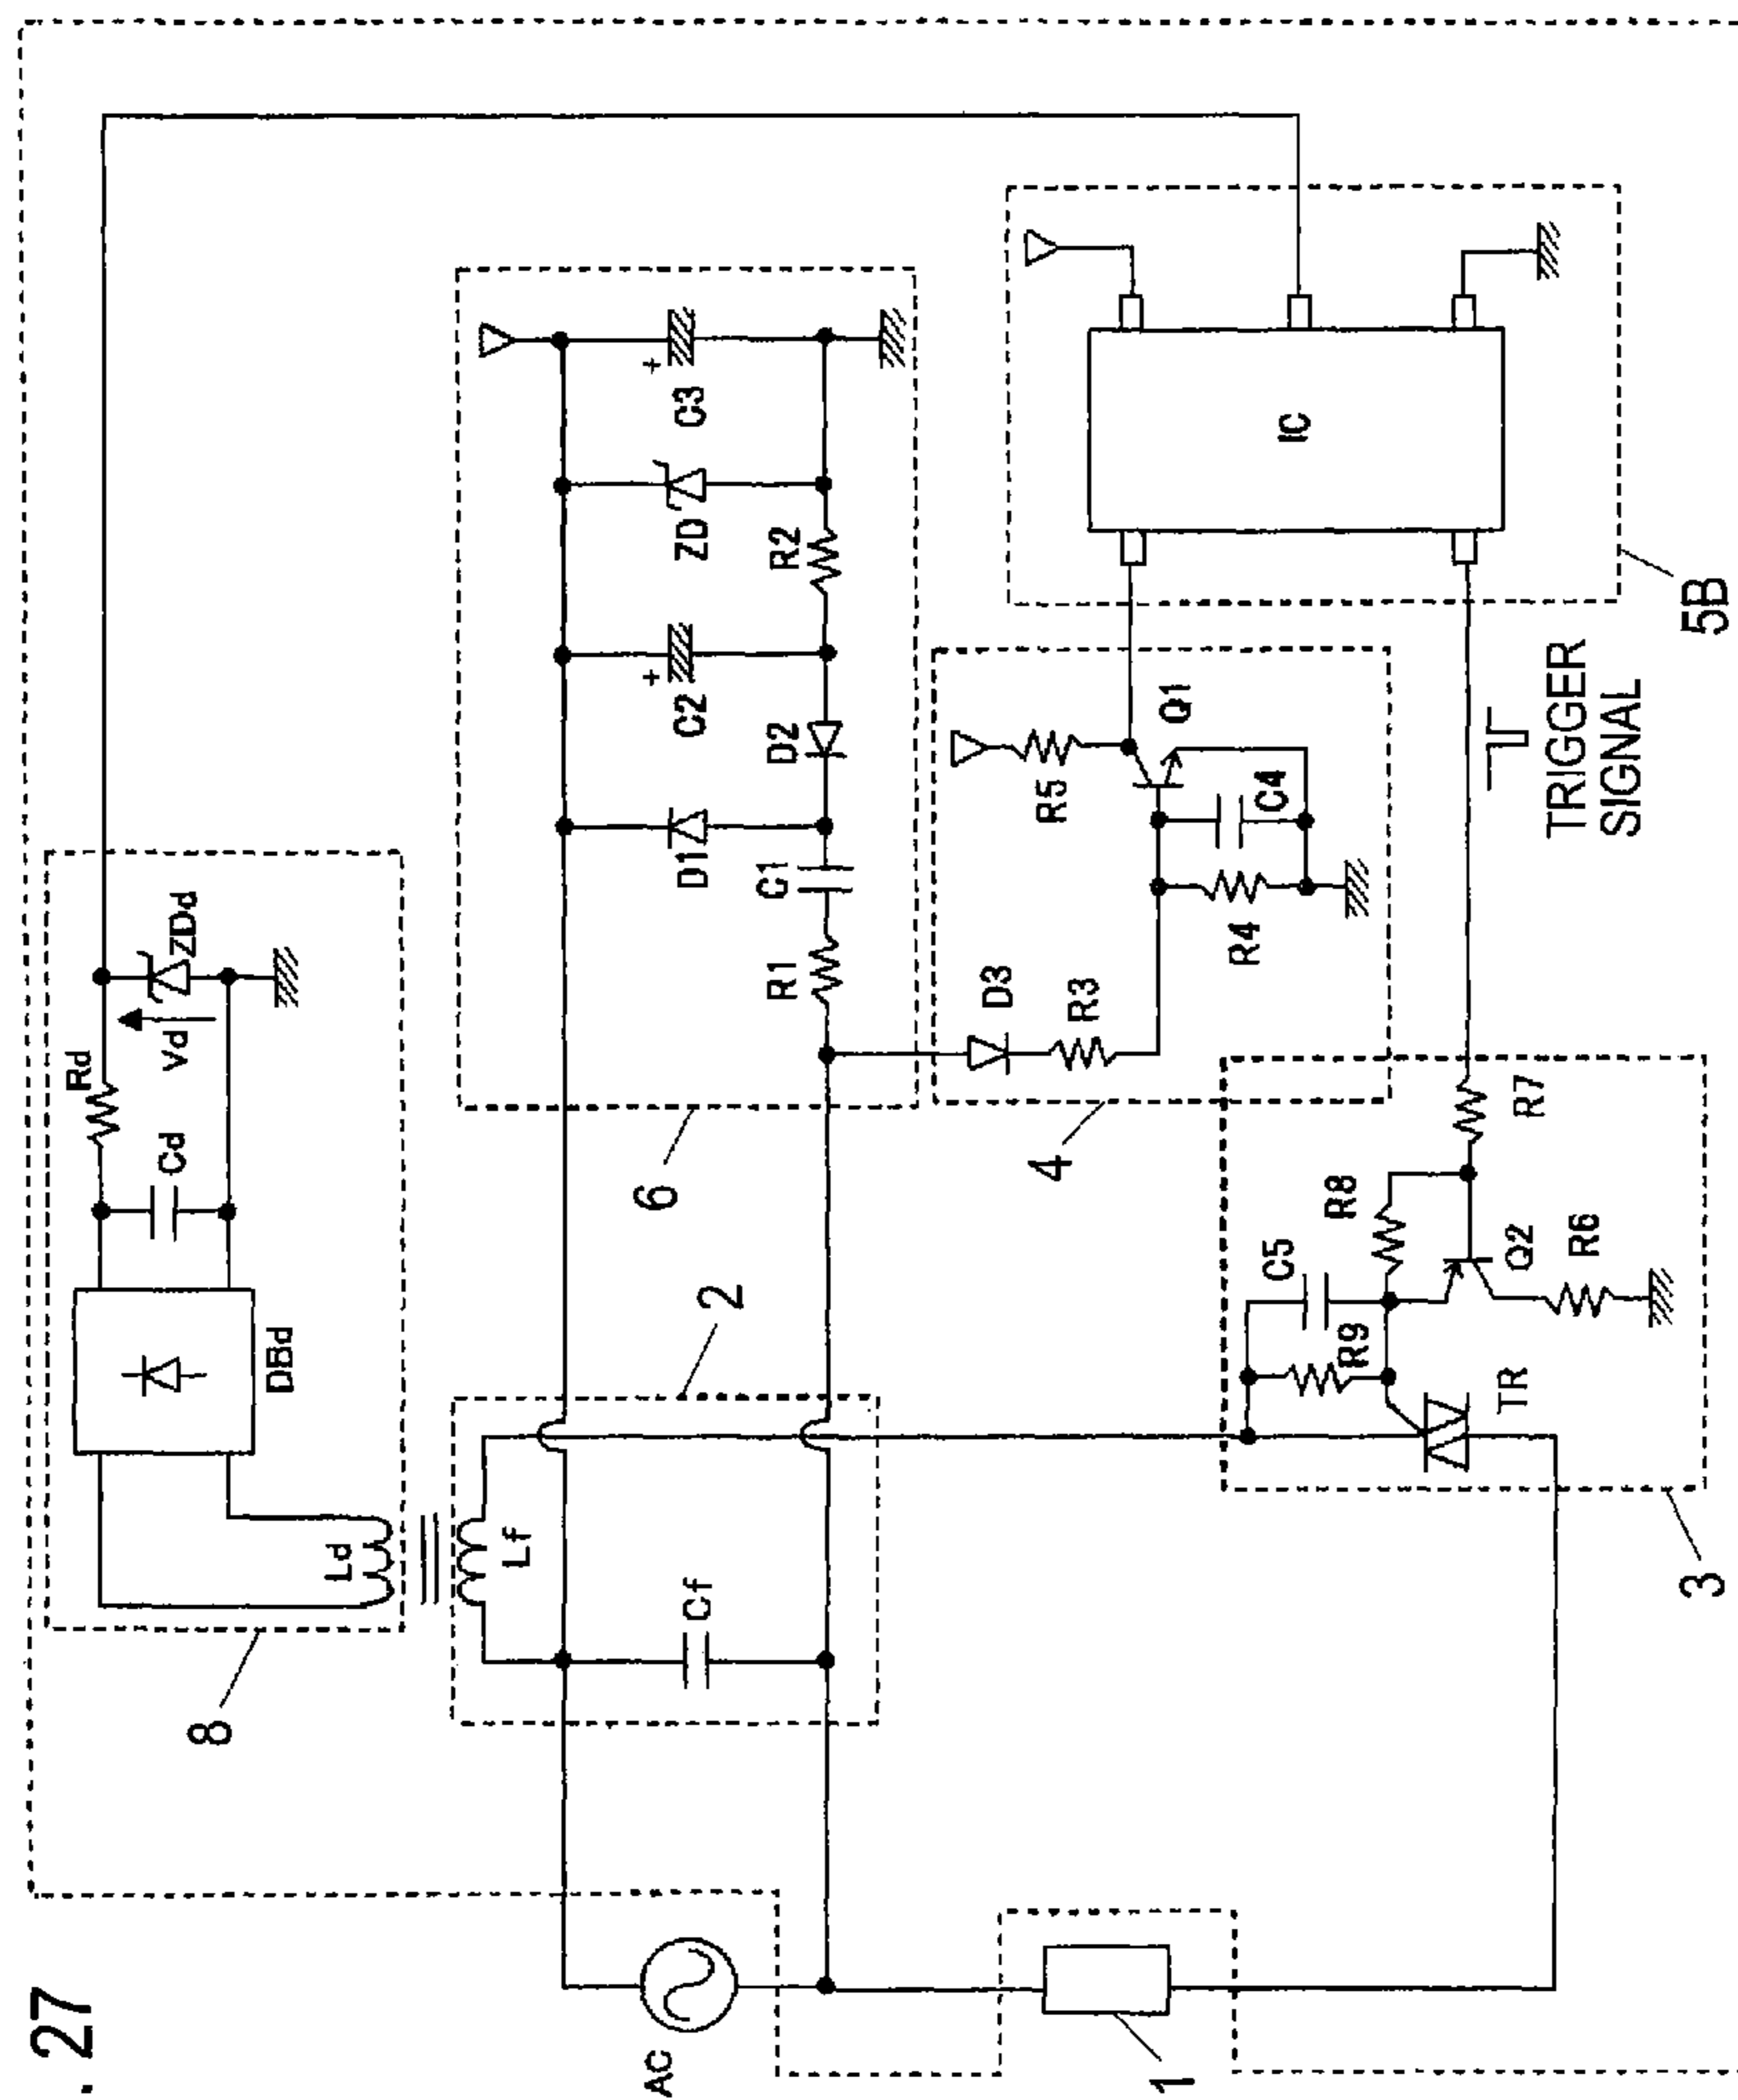 . 27
8
Ld
DBd
Cd
Rd
Vd
ZDd
AC
2
Lf
Cf
6
R1
C1
D1
D2
C2
R2
ZD
C3
4
D3
R3
R4
C4
R5
Q1
IC
5B
1
3
TR
R9
C5
R8
Q2
R6
R7
TRIGGER
SIGNAL